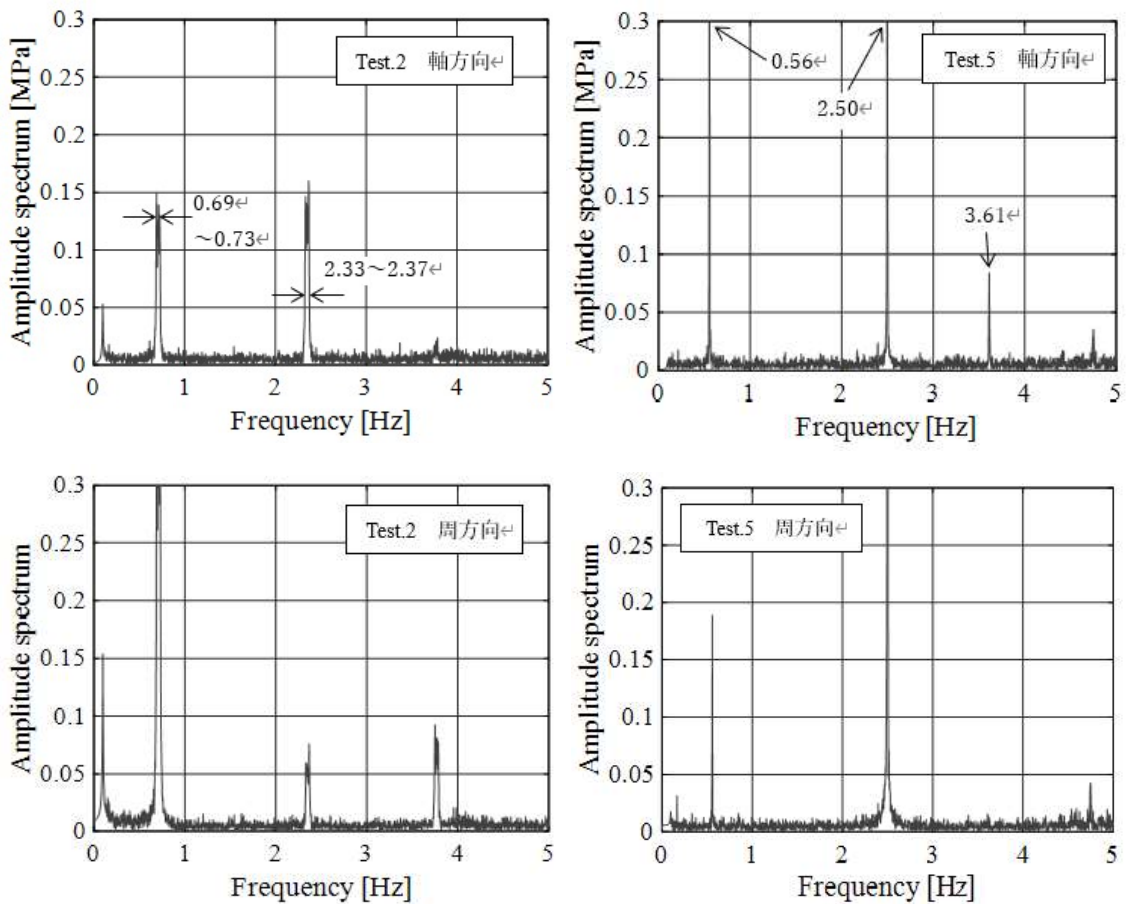 0.3
0.25
0.2
0.15
0.1
0.05
0
Amplitude spectrum [MPa]
Test.2 軸方向↵
0.69↵
～0.73↵
2.33～2.37↵
0 1 2 3 4 5
Frequency [Hz]
0.3
0.25
0.2
0.15
0.1
0.05
0
Amplitude spectrum [MPa]
Test.5 軸方向↵
0.56↵
2.50↵
3.61↵
0 1 2 3 4 5
Frequency [Hz]
0.3
0.25
0.2
0.15
0.1
0.05
0
Amplitude spectrum
Test.2 周方向↵
0 1 2 3 4 5
Frequency [Hz]
0.3
0.25
0.2
0.15
0.1
0.05
0
Amplitude spectrum
Test.5 周方向↵
0 1 2 3 4 5
Frequency [Hz]